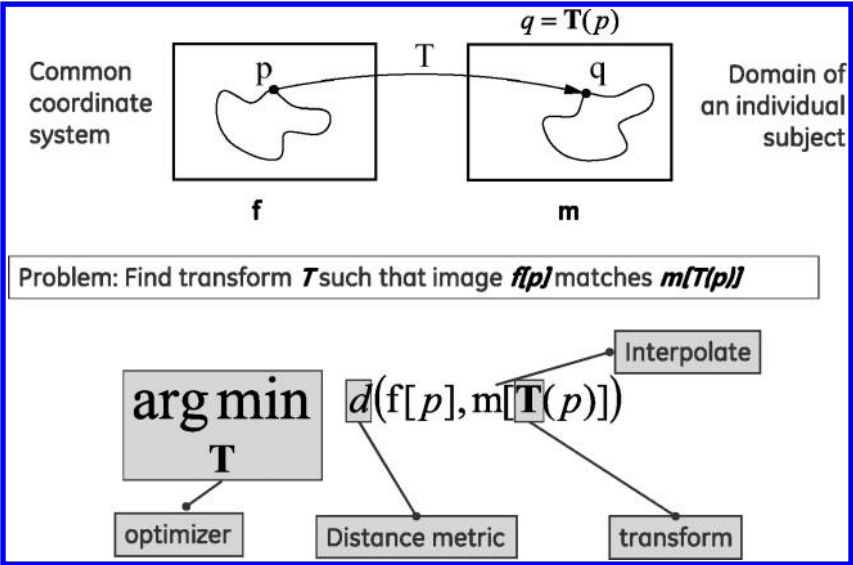 q = T(p)
Common
coordinate
system
p
T
q
Domain of
an individual
subject
f
m
Problem: Find transform T such that image f[p] matches m[T(p)]
Interpolate
arg min
T
d(f[p], m[T(p)])
optimizer
Distance metric
transform